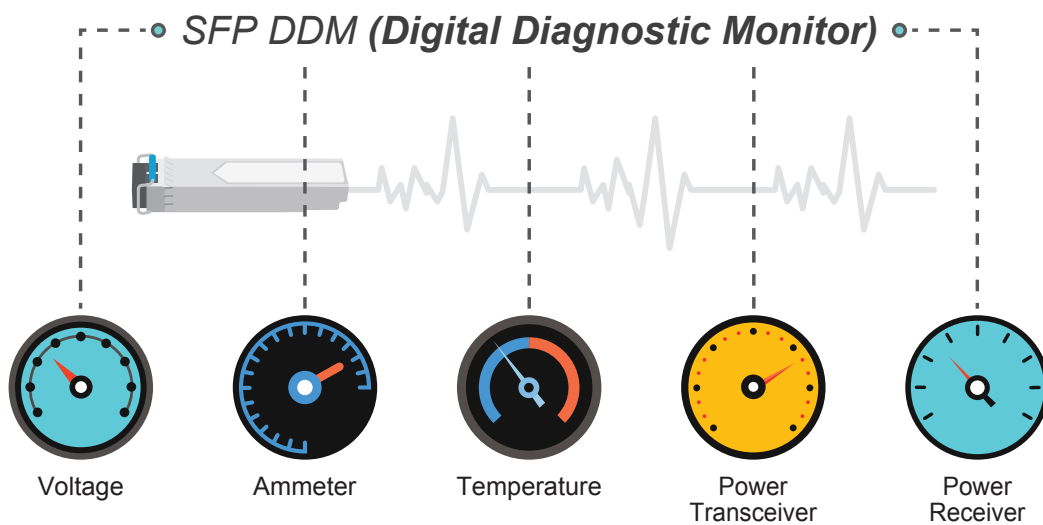 SFP DDM (Digital Diagnostic Monitor)
Voltage
Ammeter
Temperature
Power
Transceiver
Power
Receiver